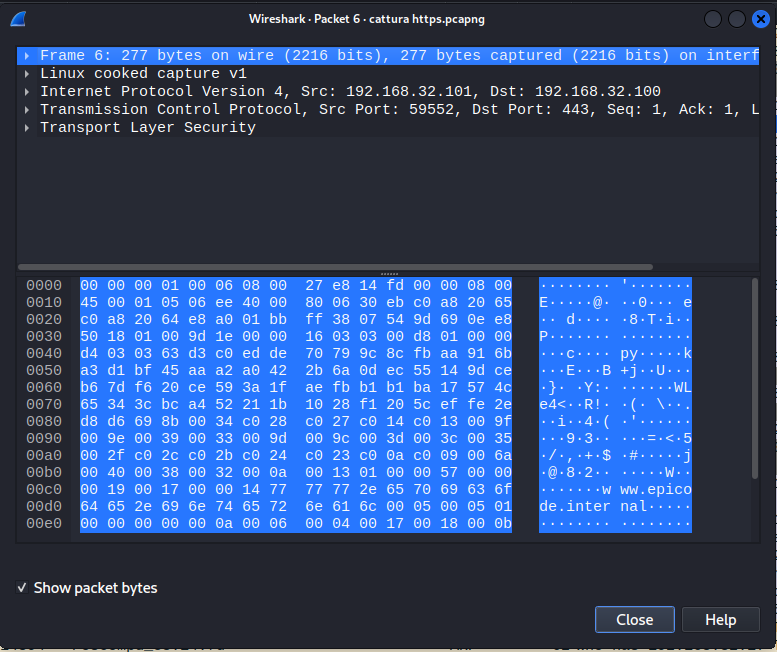 Wireshark · Packet 6 · cattura https.pcapng
Frame 6: 277 bytes on wire (2216 bits), 277 bytes captured (2216 bits) on interf
Linux cooked capture v1
Internet Protocol Version 4, Src: 192.168.32.101, Dst: 192.168.32.100
Transmission Control Protocol, Src Port: 59552, Dst Port: 443, Seq: 1, Ack: 1, L
Transport Layer Security
0000 00 00 00 01 00 06 08 00 27 e8 14 fd 00 00 08 00 ········ '·······
0010 45 00 01 05 06 ee 40 00 80 06 30 eb c0 a8 20 65 E·····@· ··0··· e
0020 c0 a8 20 64 e8 a0 01 bb ff 38 07 54 9d 69 0e e8 ·· d···· ·8·T·i··
0030 50 18 01 00 9d 1e 00 00 16 03 03 00 d8 01 00 00 P······· ········
0040 d4 03 03 63 d3 c0 ed de 70 79 9c 8c fb aa 91 6b ···c···· py·····k
0050 a3 d1 bf 45 aa a2 a0 42 2b 6a 0d ec 55 14 9d ce ···E···B +j··U···
0060 b6 7d f6 20 ce 59 3a 1f ae fb b1 b1 ba 17 57 4c ·}· ·Y:· ······WL
0070 65 34 3c bc a4 52 21 1b 10 28 f1 20 5c ef fe 2e e4<··R!· ·(· \··.
0080 d8 d6 69 8b 00 34 c0 28 c0 27 c0 14 c0 13 00 9f ··i··4·( ·'······
0090 00 9e 00 39 00 33 00 9d 00 9c 00 3d 00 3c 00 35 ···9·3·· ···=·<·5
00a0 00 2f c0 2c c0 2b c0 24 c0 23 c0 0a c0 09 00 6a ·/·,·+·$ ·#·····j
00b0 00 40 00 38 00 32 00 0a 00 13 01 00 00 57 00 00 ·@·8·2·· ·····W··
00c0 00 19 00 17 00 00 14 77 77 77 2e 65 70 69 63 6f ·······w ww.epico
00d0 64 65 2e 69 6e 74 65 72 6e 61 6c 00 05 00 05 01 de.inter nal·····
00e0 00 00 00 00 00 0a 00 06 00 04 00 17 00 18 00 0b ········ ········
Show packet bytes
Close
Help